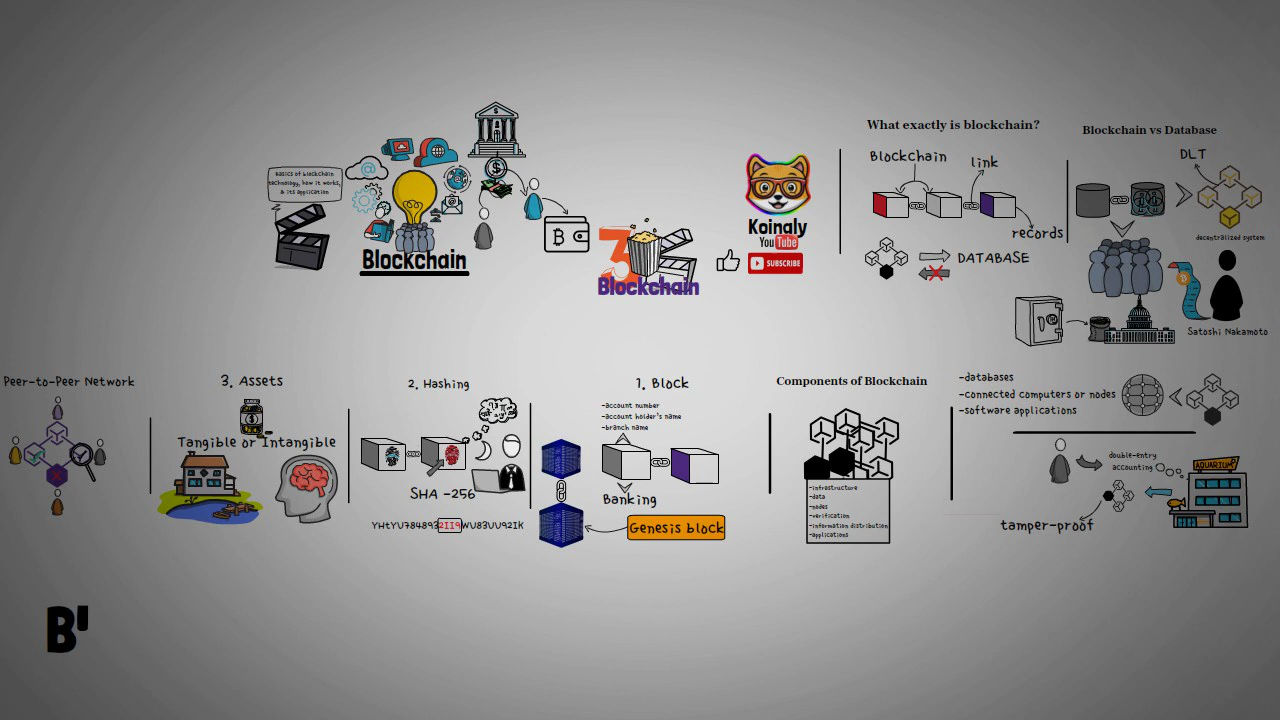 Basics of blockchain
technology, how it works,
& its application
Blockchain
3
Blockchain
Koinaly
YouTube
SUBSCRIBE
What exactly is blockchain?
Blockchain
link
records
DATABASE
Blockchain vs Database
DLT
decentralized system
Satoshi Nakamoto
Peer-to-Peer Network
3. Assets
Tangible or Intangible
2. Hashing
SHA -256
YHtYU7848932119WU83UU92IK
1. Block
-account number
-account holder's name
-branch name
Banking
Genesis block
Components of Blockchain
-infrastructure
-data
-nodes
-verification
-information distribution
-applications
-databases
-connected computers or nodes
-software applications
double-entry
accounting
AQUARIUM
tamper-proof
B'